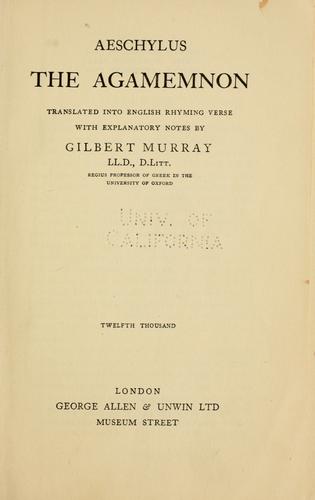 AESCHYLUS
THE AGAMEMNON
TRANSLATED INTO ENGLISH RHYMING VERSE
WITH EXPLANATORY NOTES BY
GILBERT MURRAY
LL.D., D.LITT.
REGIUS PROFESSOR OF GREEK IN THE
UNIVERSITY OF OXFORD
UNIV. OF
CALIFORNIA
TWELFTH THOUSAND
LONDON
GEORGE ALLEN & UNWIN LTD
MUSEUM STREET